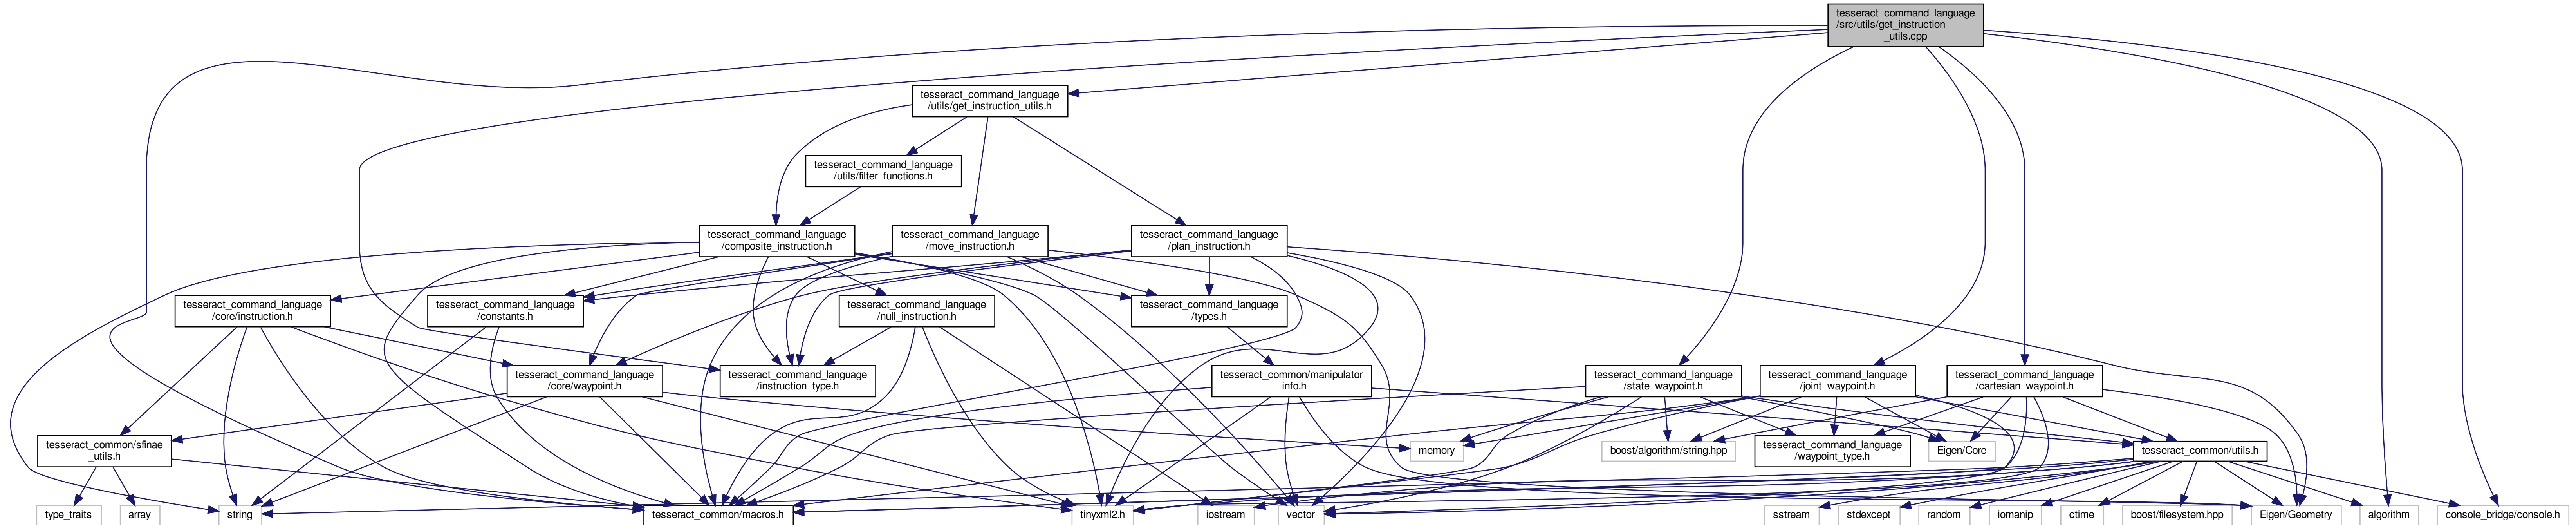 tesseract_command_language
/src/utils/get_instruction
_utils.cpp
tesseract_command_language
/utils/get_instruction_utils.h
tesseract_command_language
/utils/filter_functions.h
tesseract_command_language
/composite_instruction.h
tesseract_command_language
/move_instruction.h
tesseract_command_language
/plan_instruction.h
tesseract_command_language
/core/instruction.h
tesseract_command_language
/constants.h
tesseract_command_language
/null_instruction.h
tesseract_command_language
/types.h
tesseract_command_language
/core/waypoint.h
tesseract_command_language
/instruction_type.h
tesseract_common/manipulator
_info.h
tesseract_command_language
/state_waypoint.h
tesseract_command_language
/joint_waypoint.h
tesseract_command_language
/cartesian_waypoint.h
tesseract_common/sfinae
_utils.h
memory
boost/algorithm/string.hpp
tesseract_command_language
/waypoint_type.h
Eigen/Core
tesseract_common/utils.h
type_traits
array
string
tesseract_common/macros.h
tinyxml2.h
iostream
vector
sstream
stdexcept
random
iomanip
ctime
boost/filesystem.hpp
Eigen/Geometry
algorithm
console_bridge/console.h